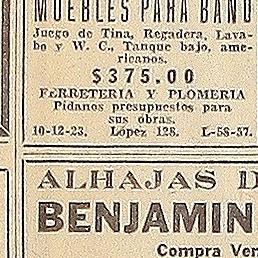 MUEBLES PARA BAÑO
Juego de Tina, Regadera, Lava-
bo y W. C., Tanque bajo, ame-
ricanos.
$375.00
FERRETERIA Y PLOMERIA
Pídanos presupuestos para
sus obras.
10-12-23. López 128. L-58-57.
ALHAJAS D
BENJAMIN
Compra Ven